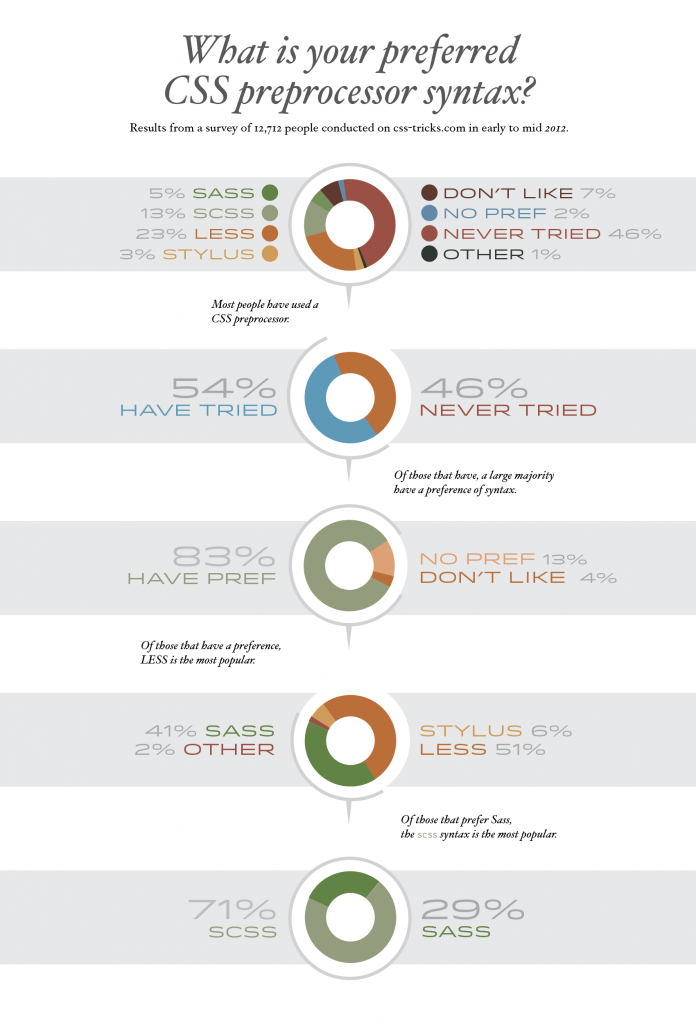 What is your preferred
CSS preprocessor syntax?
Results from a survey of 12,712 people conducted on css-tricks.com in early to mid 2012.
5% SASS
13% SCSS
23% LESS
3% STYLUS
DON'T LIKE 7%
NO PREF 2%
NEVER TRIED 46%
OTHER 1%
Most people have used a
CSS preprocessor.
54%
HAVE TRIED
46%
NEVER TRIED
Of those that have, a large majority
have a preference of syntax.
83%
HAVE PREF
NO PREF 13%
DON'T LIKE 4%
Of those that have a preference,
LESS is the most popular.
41% SASS
2% OTHER
STYLUS 6%
LESS 51%
Of those that prefer Sass,
the scss syntax is the most popular.
71%
SCSS
29%
SASS